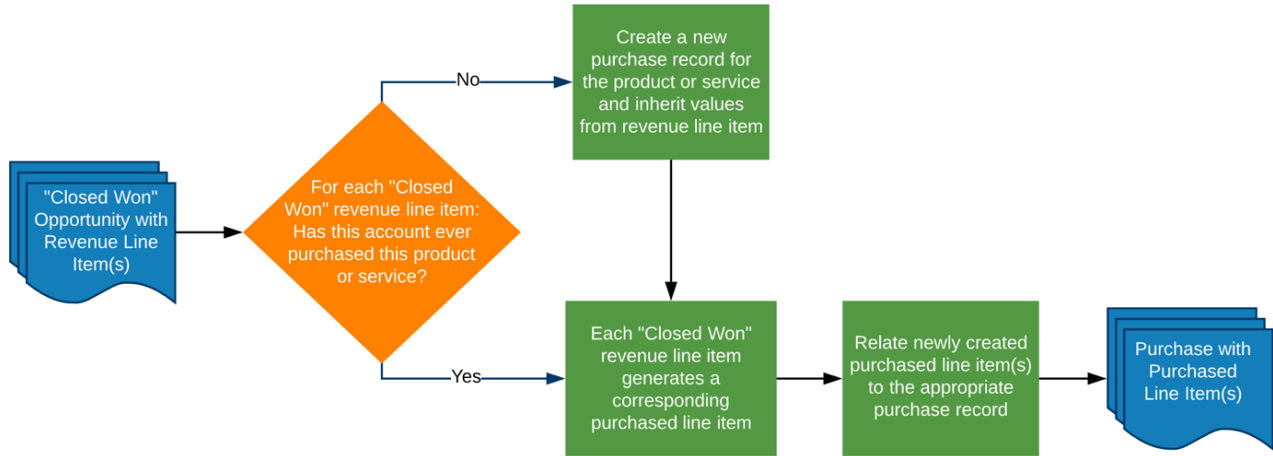 "Closed Won"
Opportunity with
Revenue Line
Item(s)
For each "Closed
Won" revenue line item:
Has this account ever
purchased this product
or service?
No
Create a new
purchase record for
the product or service
and inherit values
from revenue line item
Yes
Each "Closed Won"
revenue line item
generates a
corresponding
purchased line item
Relate newly created
purchased line item(s)
to the appropriate
purchase record
Purchase with
Purchased
Line Item(s)